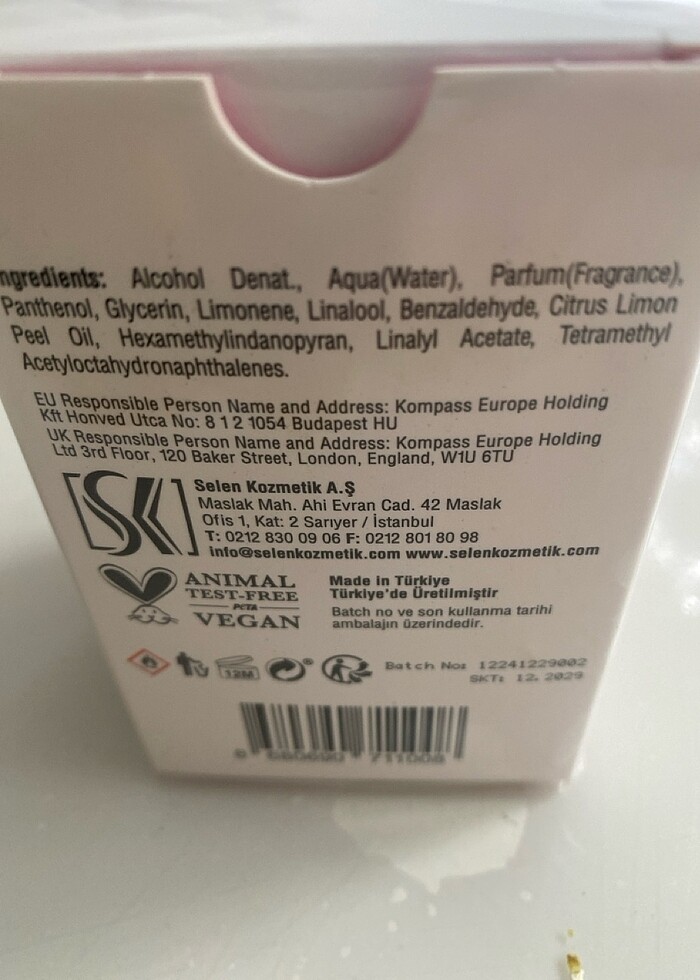 ngredients: Alcohol Denat., Aqua(Water), Parfum(Fragrance),
Panthenol, Glycerin, Limonene, Linalool, Benzaldehyde, Citrus Limon
Peel Oil, Hexamethylindanopyran, Linalyl Acetate, Tetramethyl
Acetyloctahydronaphthalenes.
EU Responsible Person Name and Address: Kompass Europe Holding
Kft Honved Utca No: 8 1 2 1054 Budapest HU
UK Responsible Person Name and Address: Kompass Europe Holding
Ltd 3rd Floor, 120 Baker Street, London, England, W1U 6TU
SK
Selen Kozmetik A.Ş
Maslak Mah. Ahi Evran Cad. 42 Maslak
Ofis 1, Kat: 2 Sarıyer / İstanbul
T: 0212 830 09 06 F: 0212 801 80 98
info@selenkozmetik.com www.selenkozmetik.com
ANIMAL
TEST-FREE
PETA
VEGAN
Made in Türkiye
Türkiye'de Üretilmiştir
Batch no ve son kullanma tarihi
ambalajın üzerindedir.
12M
Batch No: 12241229002
SKT: 12.2029